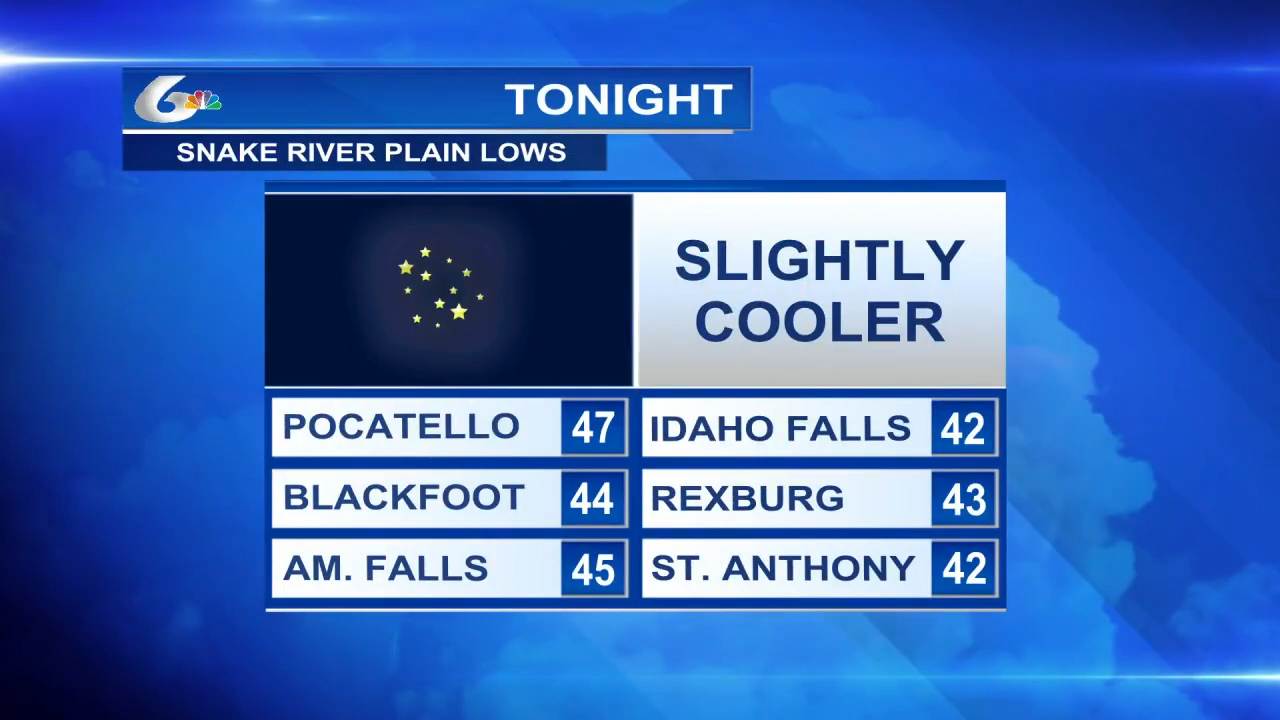 6
TONIGHT
SNAKE RIVER PLAIN LOWS
SLIGHTLY
COOLER
POCATELLO 47
IDAHO FALLS 42
BLACKFOOT 44
REXBURG 43
AM. FALLS 45
ST. ANTHONY 42